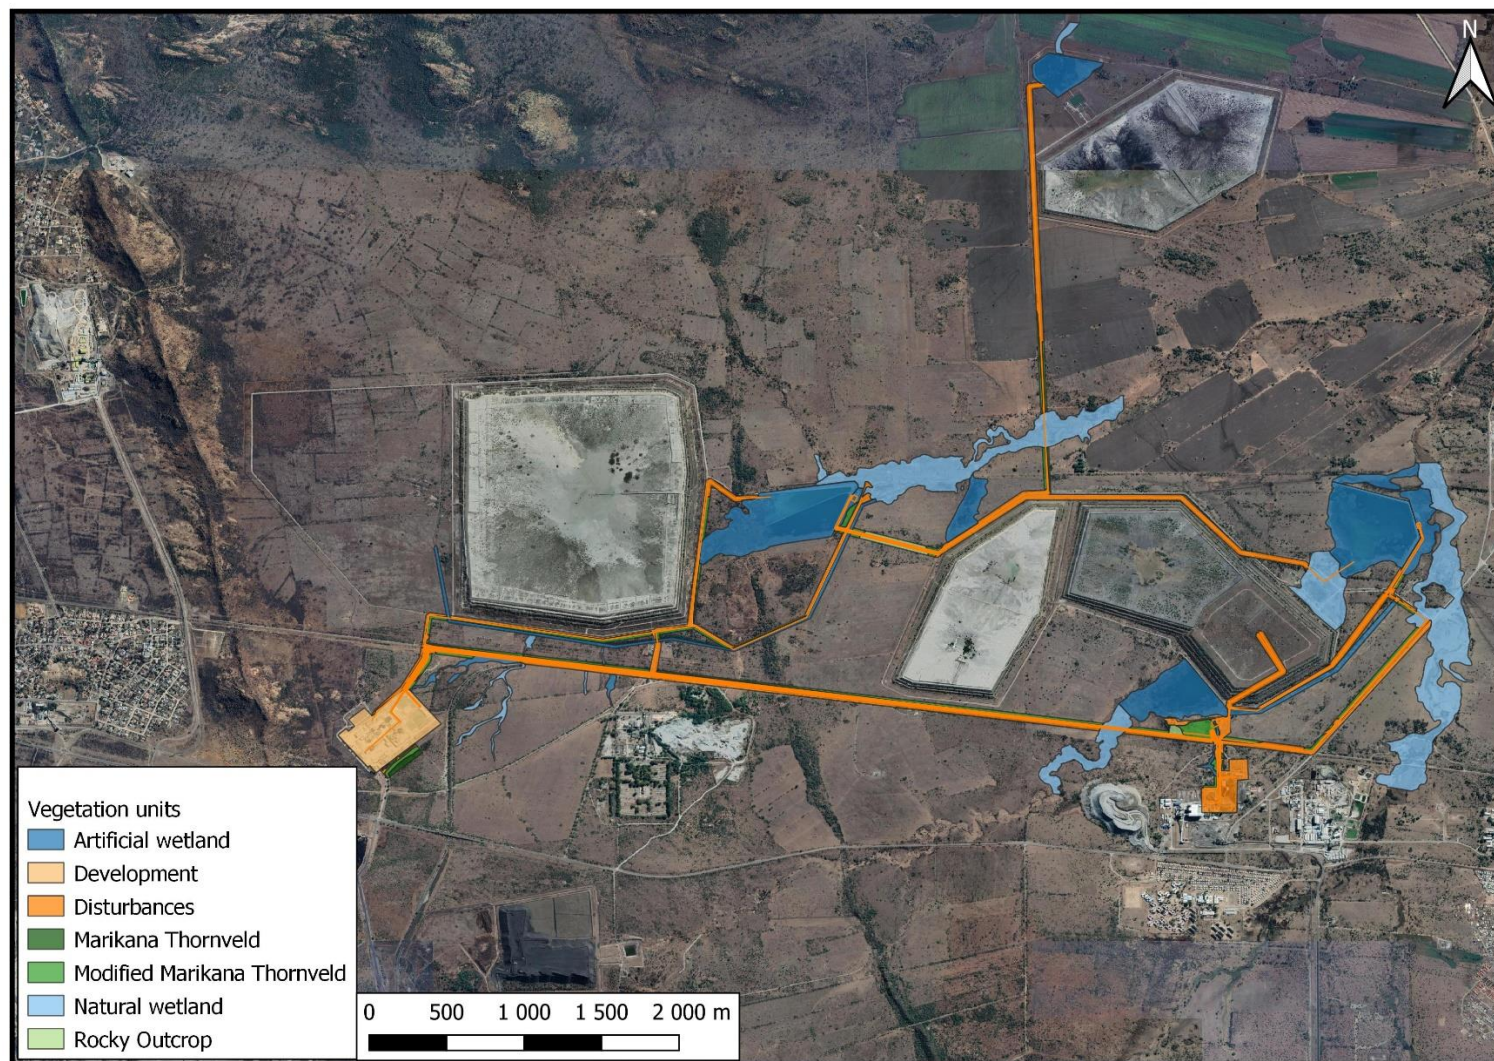 N
Vegetation units
Artificial wetland
Development
Disturbances
Marikana Thornveld
Modified Marikana Thornveld
Natural wetland
Rocky Outcrop
0 500 1 000 1 500 2 000 m